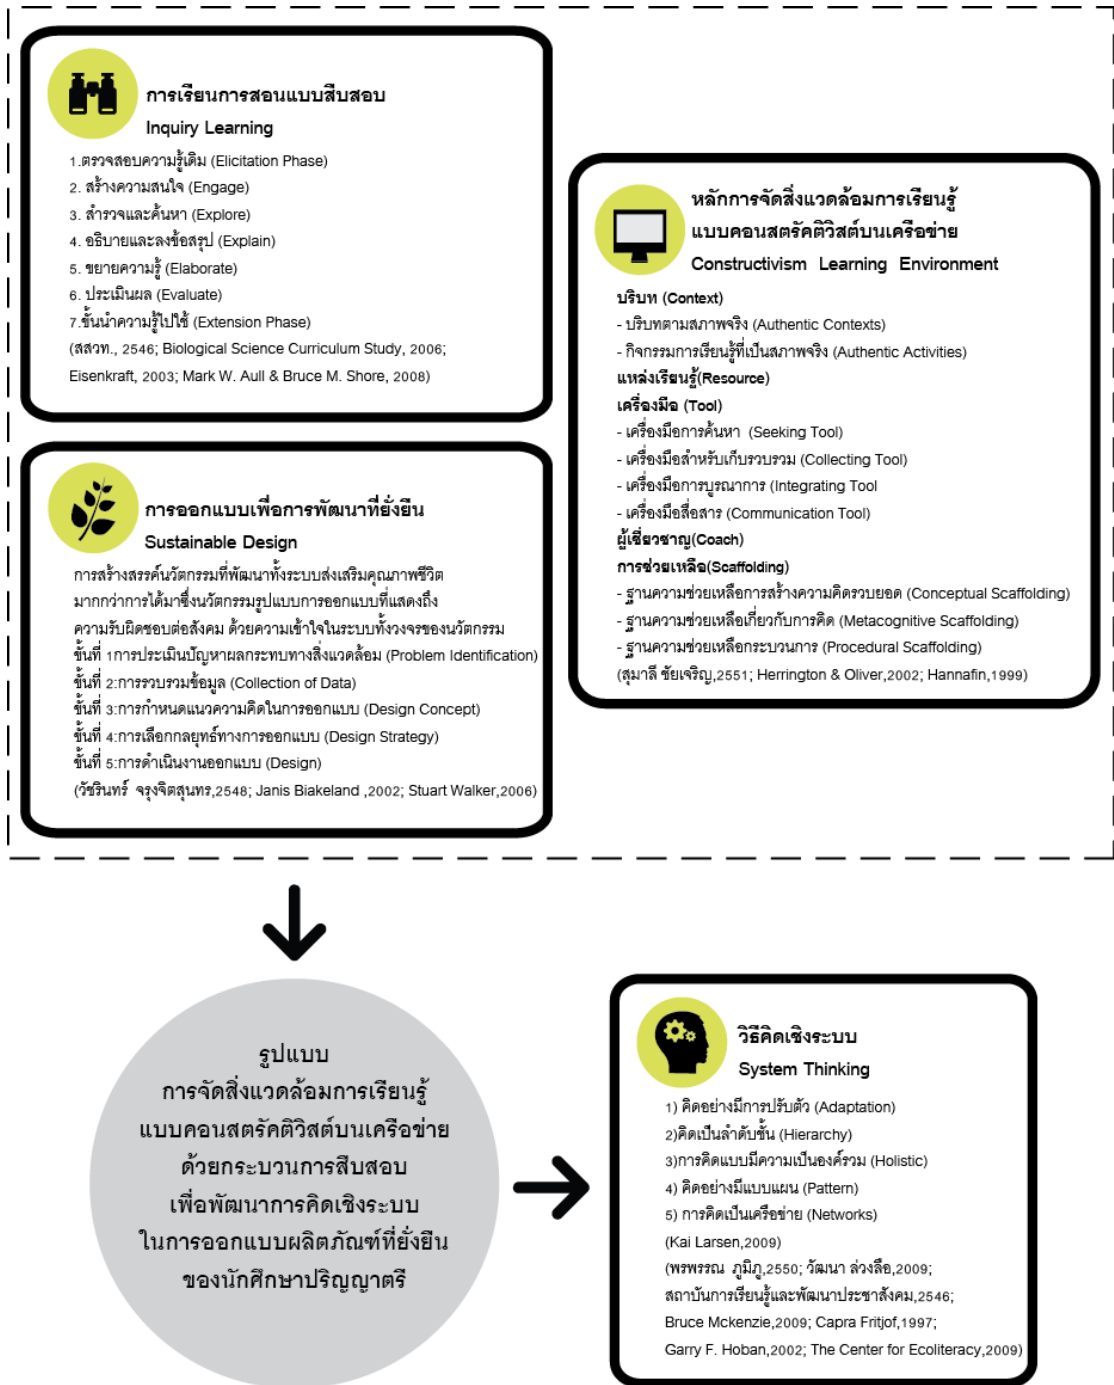 การเรียนการสอนแบบสืบสอบ
Inquiry Learning
1.ตรวจสอบความรู้เดิม (Elicitation Phase)
2. สร้างความสนใจ (Engage)
3. สำรวจและค้นหา (Explore)
4. อธิบายและลงข้อสรุป (Explain)
5. ขยายความรู้ (Elaborate)
6. ประเมินผล (Evaluate)
7.ขั้นนำความรู้ไปใช้ (Extension Phase)
(สสวท., 2546; Biological Science Curriculum Study, 2006;
Eisenkraft, 2003; Mark W. Aull & Bruce M. Shore, 2008)
การออกแบบเพื่อการพัฒนาที่ยั่งยืน
Sustainable Design
การสร้างสรรค์นวัตกรรมที่พัฒนาทั้งระบบส่งเสริมคุณภาพชีวิต
มากกว่าการได้มาซึ่งนวัตกรรมรูปแบบการออกแบบที่แสดงถึง
ความรับผิดชอบต่อสังคม ด้วยความเข้าใจในระบบทั้งวงจรของนวัตกรรม
ขั้นที่ 1การประเมินปัญหาผลกระทบทางสิ่งแวดล้อม (Problem Identification)
ขั้นที่ 2:การรวบรวมข้อมูล (Collection of Data)
ขั้นที่ 3:การกำหนดแนวความคิดในการออกแบบ (Design Concept)
ขั้นที่ 4:การเลือกกลยุทธ์ทางการออกแบบ (Design Strategy)
ขั้นที่ 5:การดำเนินงานออกแบบ (Design)
(วัชรินทร์ จรุงจิตสุนทร,2548; Janis Biakeland ,2002; Stuart Walker,2006)
หลักการจัดสิ่งแวดล้อมการเรียนรู้
แบบคอนสตรัคติวิสต์บนเครือข่าย
Constructivism Learning Environment
บริบท (Context)
- บริบทตามสภาพจริง (Authentic Contexts)
- กิจกรรมการเรียนรู้ที่เป็นสภาพจริง (Authentic Activities)
แหล่งเรียนรู้(Resource)
เครื่องมือ (Tool)
- เครื่องมือการค้นหา (Seeking Tool)
- เครื่องมือสำหรับเก็บรวบรวม (Collecting Tool)
- เครื่องมือการบูรณาการ (Integrating Tool
- เครื่องมือสื่อสาร (Communication Tool)
ผู้เชี่ยวชาญ(Coach)
การช่วยเหลือ(Scaffolding)
- ฐานความช่วยเหลือการสร้างความคิดรวบยอด (Conceptual Scaffolding)
- ฐานความช่วยเหลือเกี่ยวกับการคิด (Metacognitive Scaffolding)
- ฐานความช่วยเหลือกระบวนการ (Procedural Scaffolding)
(สุมาลี ชัยเจริญ,2551; Herrington & Oliver,2002; Hannafin,1999)
รูปแบบ
การจัดสิ่งแวดล้อมการเรียนรู้
แบบคอนสตรัคติวิสต์บนเครือข่าย
ด้วยกระบวนการสืบสอบ
เพื่อพัฒนาการคิดเชิงระบบ
ในการออกแบบผลิตภัณฑ์ที่ยั่งยืน
ของนักศึกษาปริญญาตรี
วิธีคิดเชิงระบบ
System Thinking
1) คิดอย่างมีการปรับตัว (Adaptation)
2)คิดเป็นลำดับชั้น (Hierarchy)
3)การคิดแบบมีความเป็นองค์รวม (Holistic)
4) คิดอย่างมีแบบแผน (Pattern)
5) การคิดเป็นเครือข่าย (Networks)
(Kai Larsen,2009)
(พรพรรณ ภูมิภู,2550; วัฒนา ล่วงลือ,2009;
สถาบันการเรียนรู้และพัฒนาประชาสังคม,2546;
Bruce Mckenzie,2009; Capra Fritjof,1997;
Garry F. Hoban,2002; The Center for Ecoliteracy,2009)